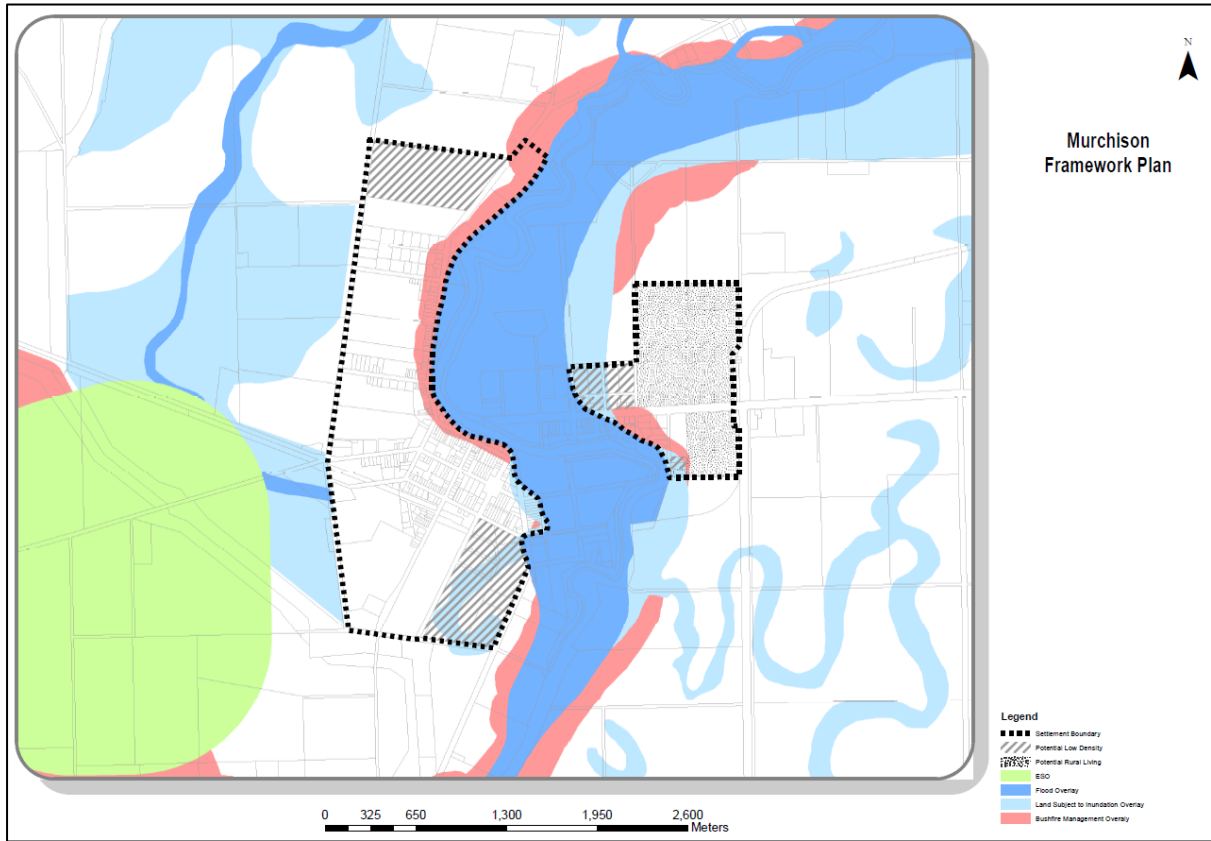 N
Murchison
Framework Plan
Legend
Settlement Boundary
Potential Low Density
Potential Rural Living
ESO
Flood Overlay
Land Subject to Inundation Overlay
Bushfire Management Overaly
0 325 650 1,300 1,950 2,600
Meters